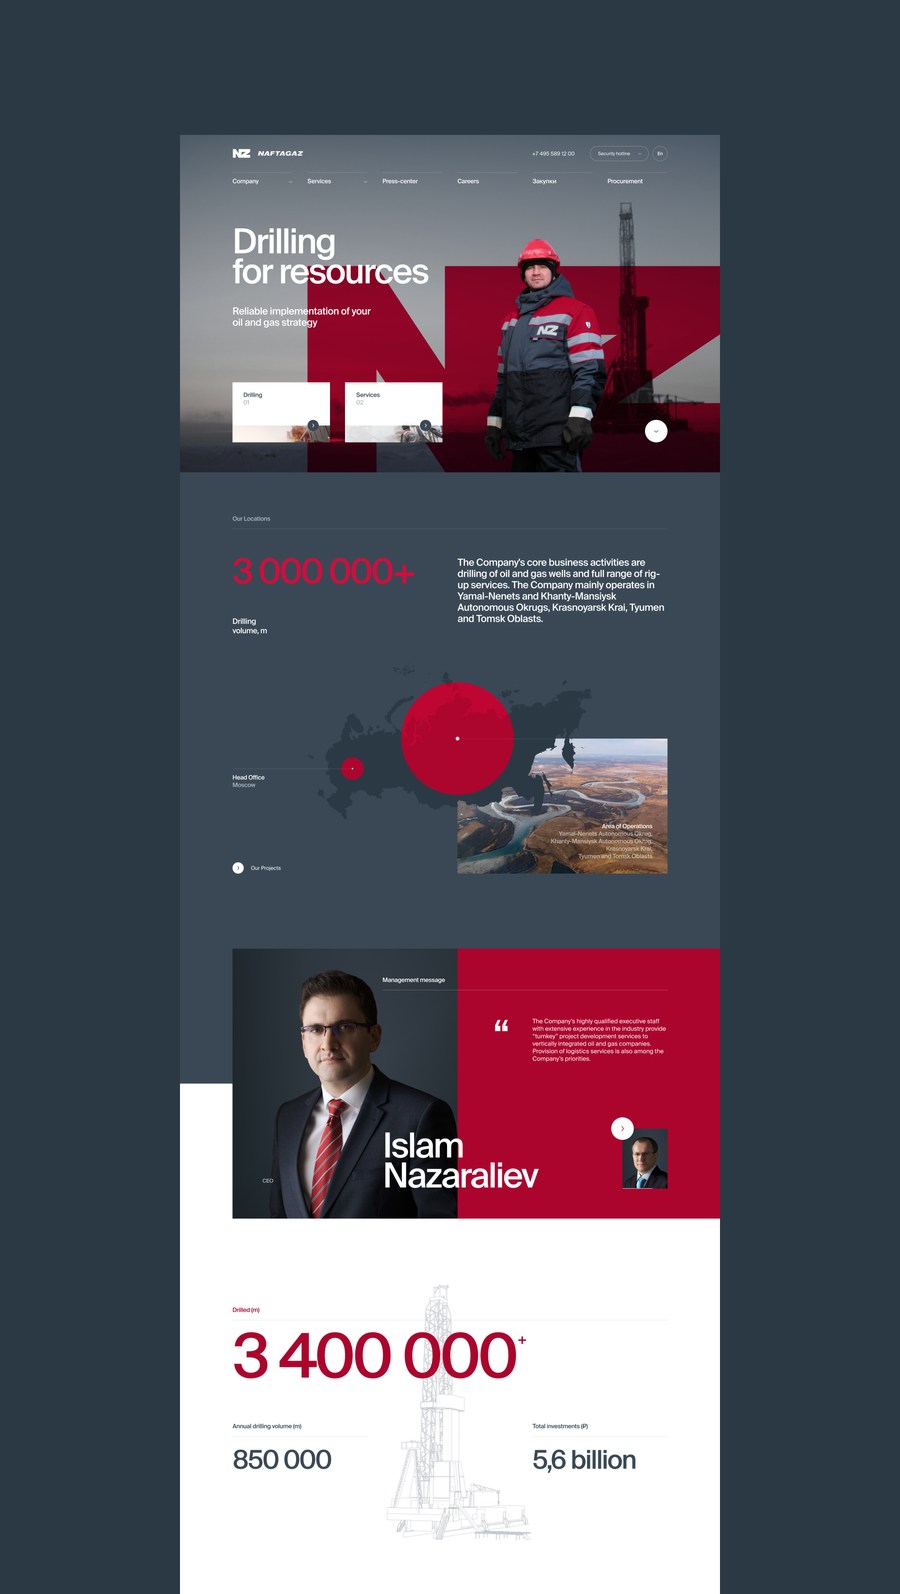 NZ NAFTAGAZ
+7 495 589 12 00
Security hotline
En
Company
Services
Press-center
Careers
Закупки
Procurement
Drilling
for resources
Reliable implementation of your
oil and gas strategy
NZ
Drilling
01
Services
02
Our Locations
3 000 000+
Drilling
volume, m
The Company's core business activities are
drilling of oil and gas wells and full range of rig-
up services. The Company mainly operates in
Yamal-Nenets and Khanty-Mansiysk
Autonomous Okrugs, Krasnoyarsk Krai, Tyumen
and Tomsk Oblasts.
Head Office
Moscow
Area of Operations
Yamal-Nenets Autonomous Okrug,
Khanty-Mansiysk Autonomous Okrug,
Krasnoyarsk Krai,
Tyumen and Tomsk Oblasts
Our Projects
Management message
“
The Company's highly qualified executive staff
with extensive experience in the industry provide
"turnkey" project development services to
vertically integrated oil and gas companies.
Provision of logistics services is also among the
Company's priorities.
Islam
Nazaraliev
CEO
Drilled (m)
3 400 000+
Annual drilling volume (m)
850 000
Total investments (₽)
5,6 billion